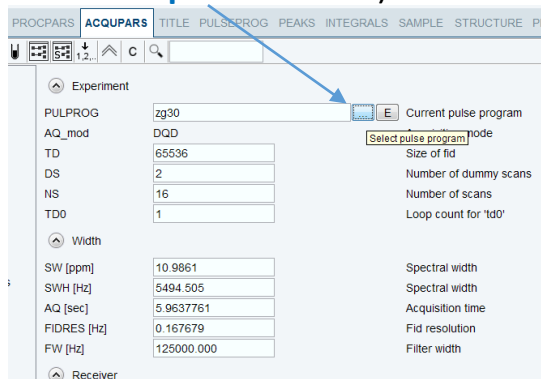 PROCPARS ACQUPARS TITLE PULSEPROG PEAKS INTEGRALS SAMPLE STRUCTURE
1,2,.. C
Experiment
PULPROG zg30 ... E Current pulse program
AQ_mod DQD mode
Select pulse program
TD 65536 Size of fid
DS 2 Number of dummy scans
NS 16 Number of scans
TD0 1 Loop count for 'td0'
Width
SW [ppm] 10.9861 Spectral width
SWH [Hz] 5494.505 Spectral width
AQ [sec] 5.9637761 Acquisition time
FIDRES [Hz] 0.167679 Fid resolution
FW [Hz] 125000.000 Filter width
Receiver